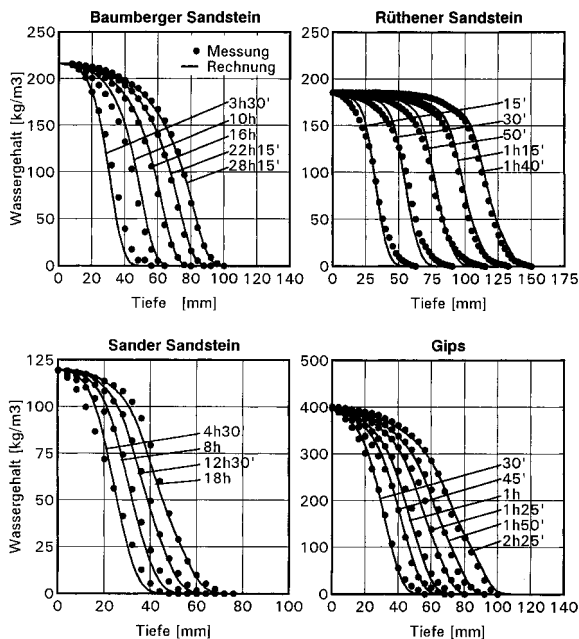 Baumberger Sandstein
Wassergehalt [kg/m3]
250
200
150
100
50
0
Messung
Rechnung
3h30'
10h
16h
22h15'
28h15'
0 20 40 60 80 100 120 140
Tiefe [mm]
Rüthener Sandstein
250
200
150
100
50
0
15'
30'
50'
1h15'
1h40'
0 25 50 75 100 125 150 175
Tiefe [mm]
Sander Sandstein
Wassergehalt [kg/m3]
125
100
75
50
25
0
4h30'
8h
12h30'
18h
0 20 40 60 80 100
Tiefe [mm]
Gips
500
400
300
200
100
0
30'
45'
1h
1h25'
1h50'
2h25'
0 20 40 60 80 100 120 140
Tiefe [mm]